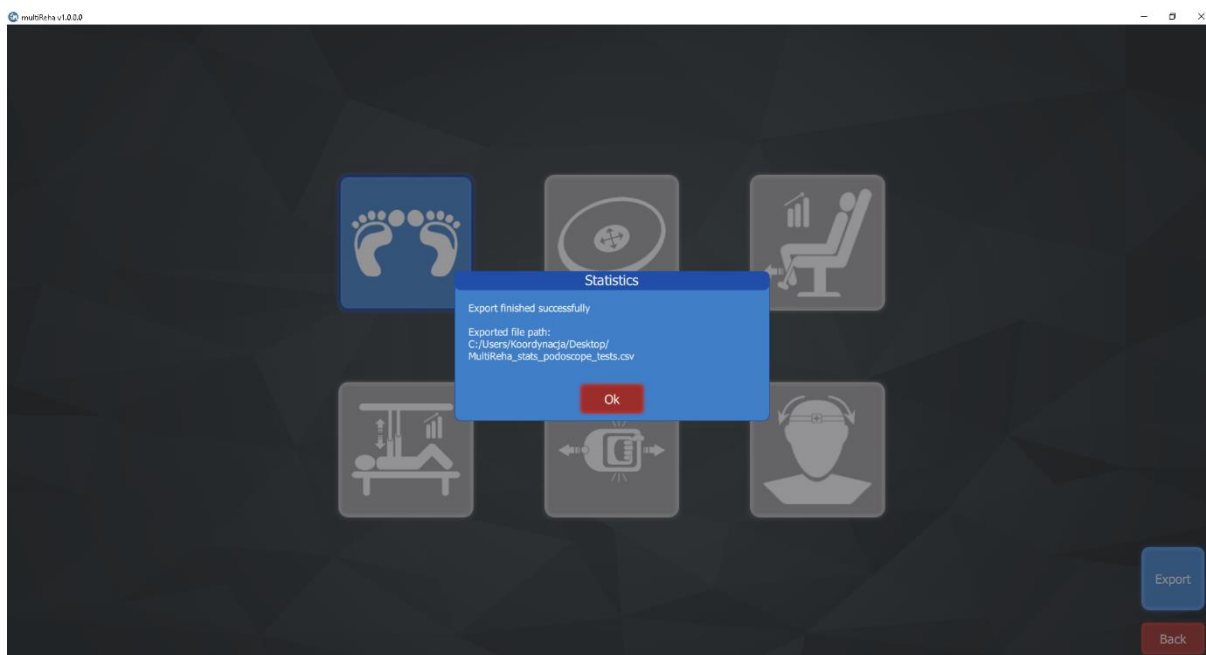 multiReha v1.0.0.0
Statistics
Export finished successfully
Exported file path:
C:/Users/Koordynacja/Desktop/
MultiReha_stats_podoscope_tests.csv
Ok
Export
Back